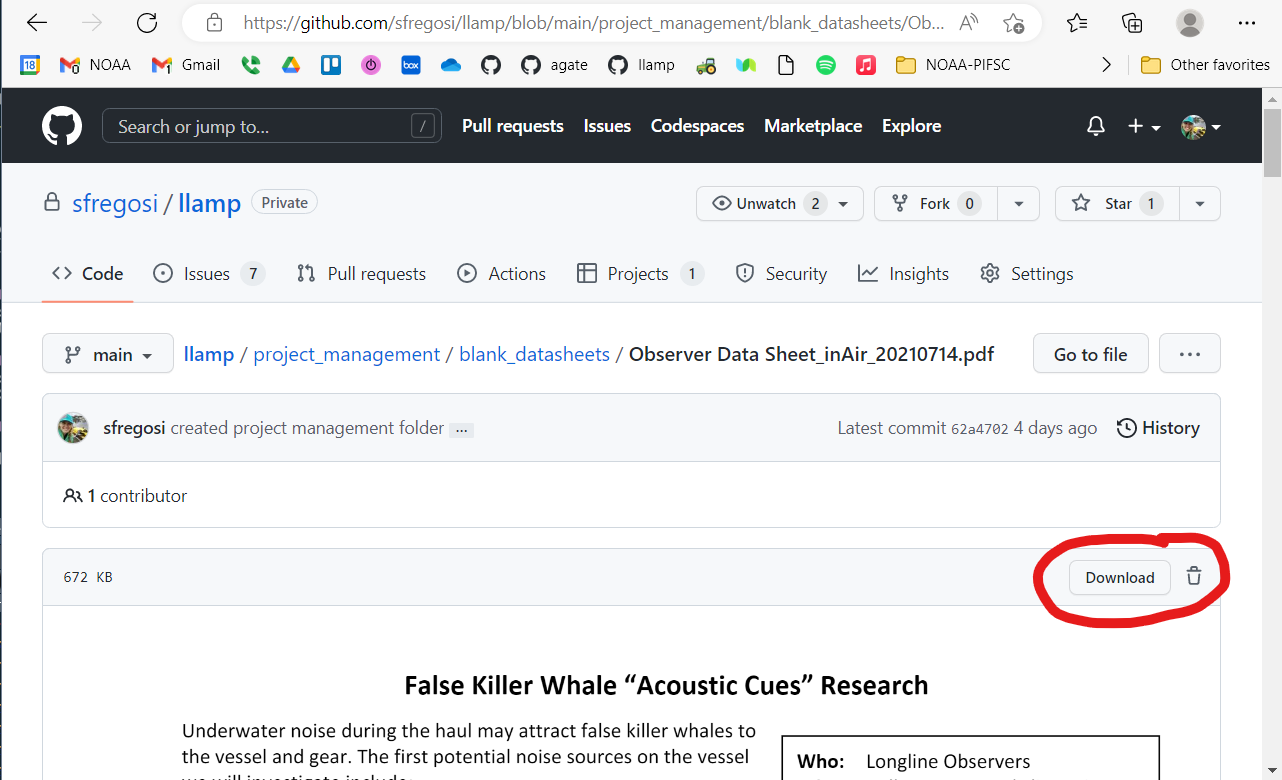 https://github.com/sfregosi/llamp/blob/main/project_management/blank_datasheets/Ob...
18 NOAA Gmail box agate llamp NOAA-PIFSC Other favorites
Search or jump to... / Pull requests Issues Codespaces Marketplace Explore
sfregosi / llamp Private Unwatch 2 Fork 0 Star 1
Code Issues 7 Pull requests Actions Projects 1 Security Insights Settings
main llamp / project_management / blank_datasheets / Observer Data Sheet_inAir_20210714.pdf Go to file ...
sfregosi created project management folder ... Latest commit 62a4702 4 days ago History
1 contributor
672 KB Download
False Killer Whale “Acoustic Cues” Research
Underwater noise during the haul may attract false killer whales to
the vessel and gear. The first potential noise sources on the vessel
we will investigate include:
Who: Longline Observers